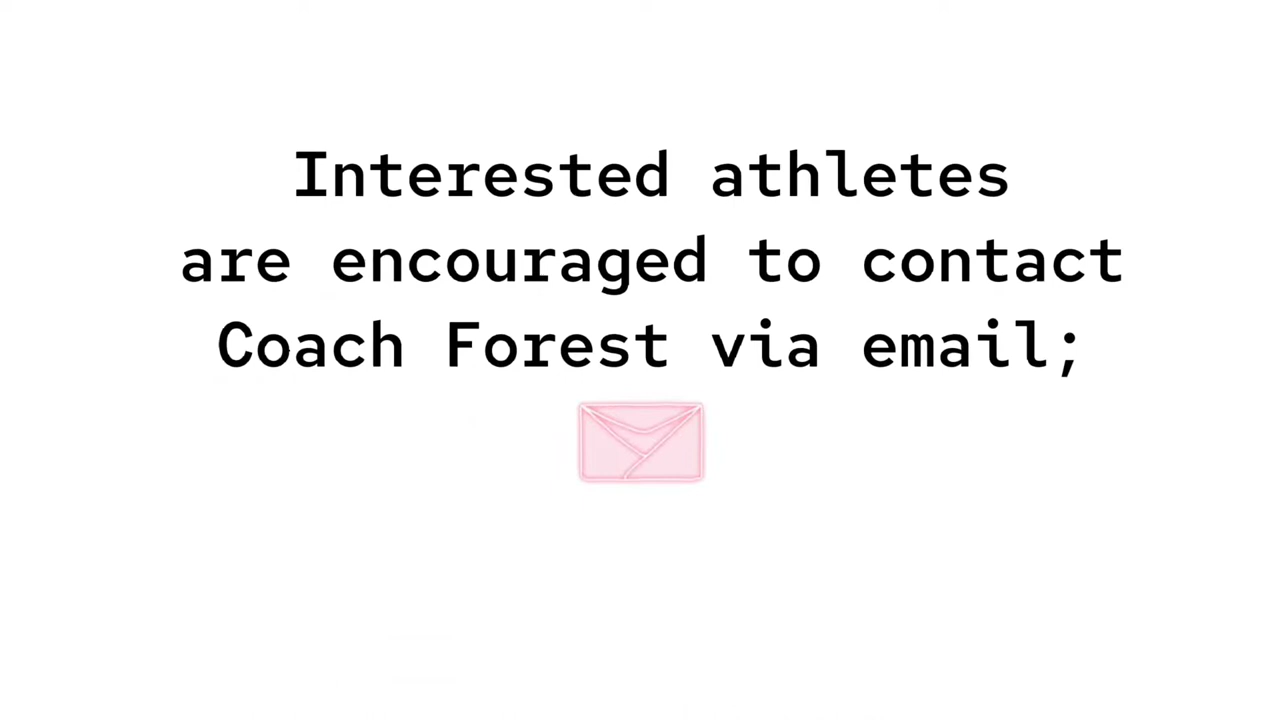 Interested athletes
are encouraged to contact
Coach Forest via email;